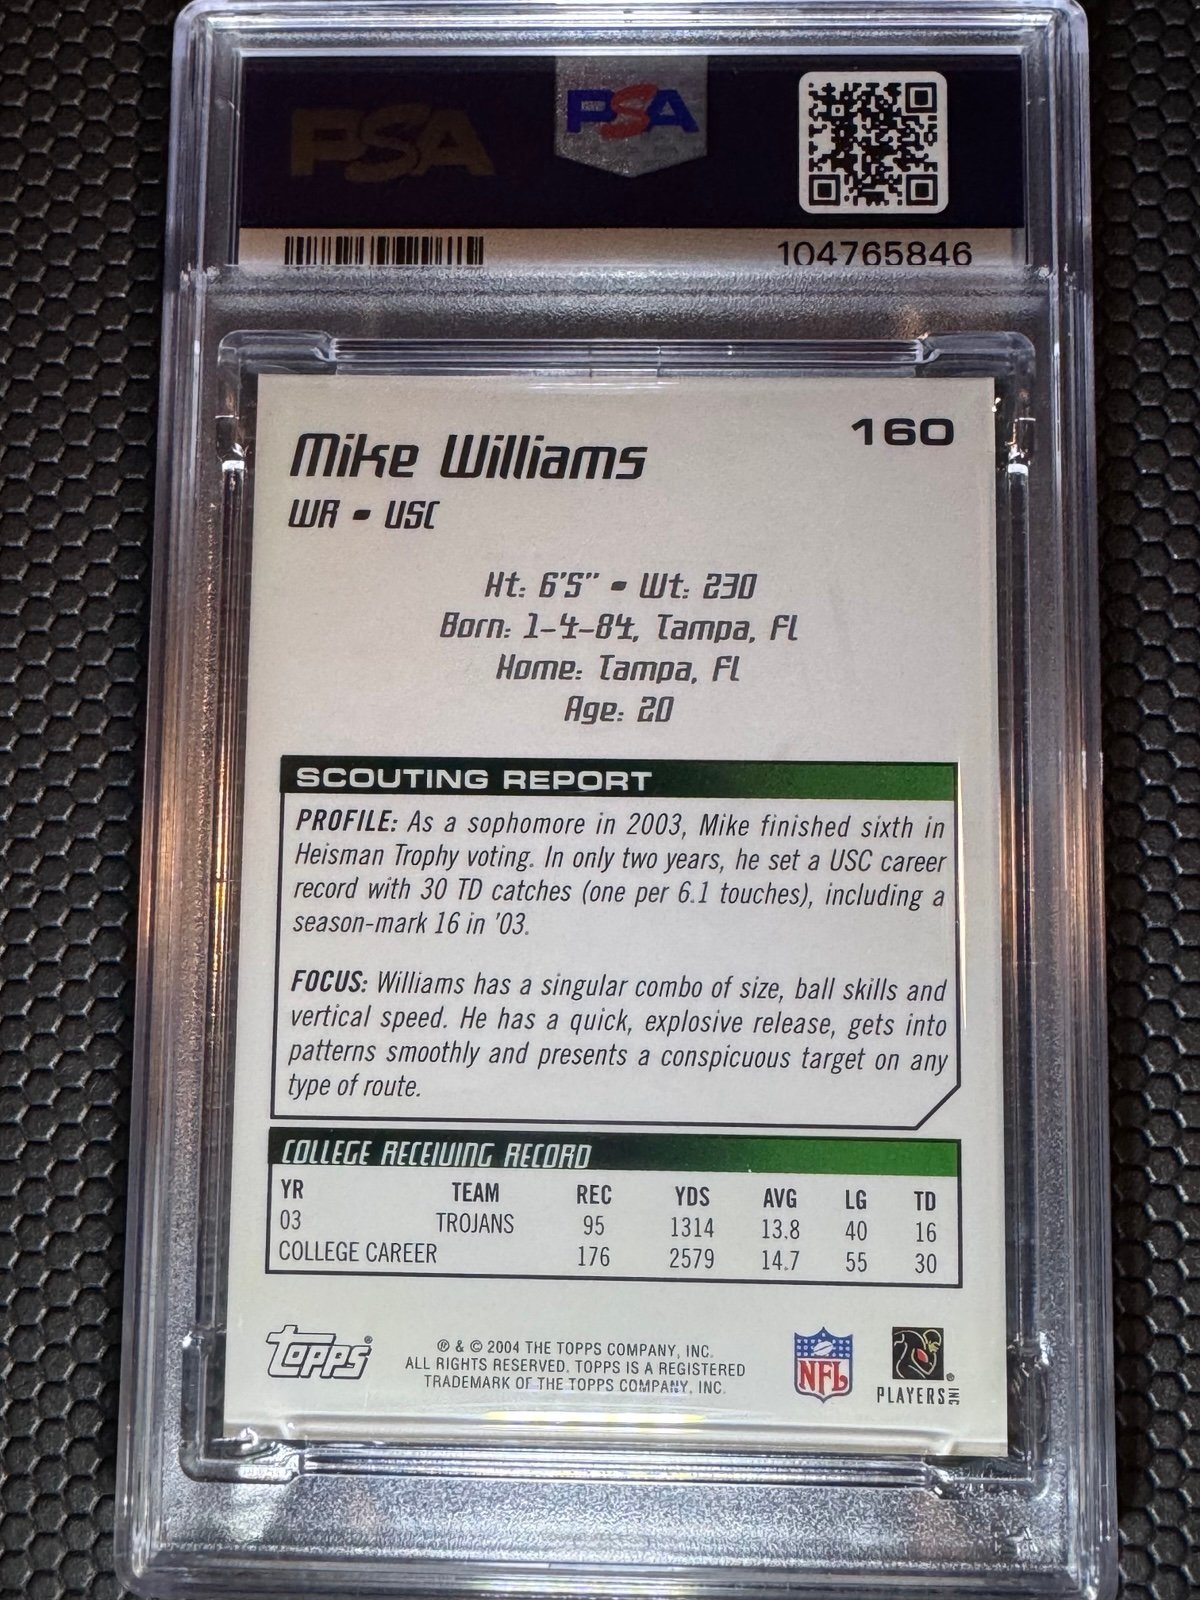 PSA
PSA
104765846
160
Mike Williams
WR • USC
Ht: 6'5" • Wt: 230
Born: 1-4-84, Tampa, FL
Home: Tampa, FL
Age: 20
SCOUTING REPORT
PROFILE: As a sophomore in 2003, Mike finished sixth in
Heisman Trophy voting. In only two years, he set a USC career
record with 30 TD catches (one per 6.1 touches), including a
season-mark 16 in '03.
FOCUS: Williams has a singular combo of size, ball skills and
vertical speed. He has a quick, explosive release, gets into
patterns smoothly and presents a conspicuous target on any
type of route.
COLLEGE RECEIVING RECORD
YR TEAM REC YDS AVG LG TD
03 TROJANS 95 1314 13.8 40 16
COLLEGE CAREER 176 2579 14.7 55 30
Topps®
® & © 2004 THE TOPPS COMPANY, INC.
ALL RIGHTS RESERVED. TOPPS IS A REGISTERED
TRADEMARK OF THE TOPPS COMPANY, INC.
NFL
®
PLAYERS INC